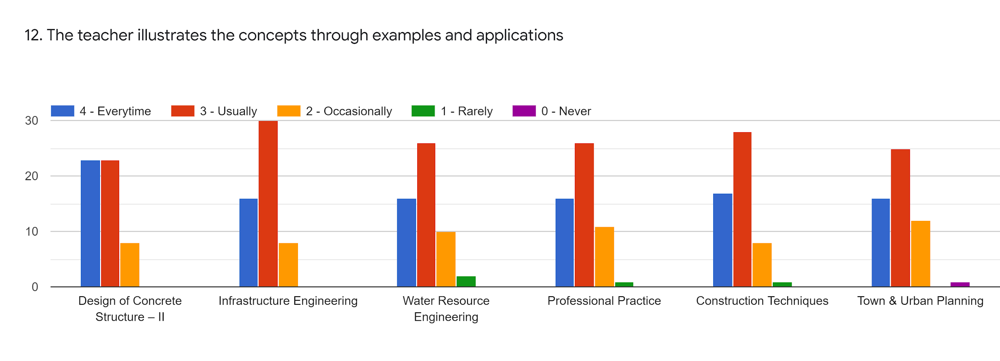 12. The teacher illustrates the concepts through examples and applications
4 - Everytime 3 - Usually 2 - Occasionally 1 - Rarely 0 - Never
30
20
10
0
Design of Concrete Structure – II
Infrastructure Engineering
Water Resource Engineering
Professional Practice
Construction Techniques
Town & Urban Planning